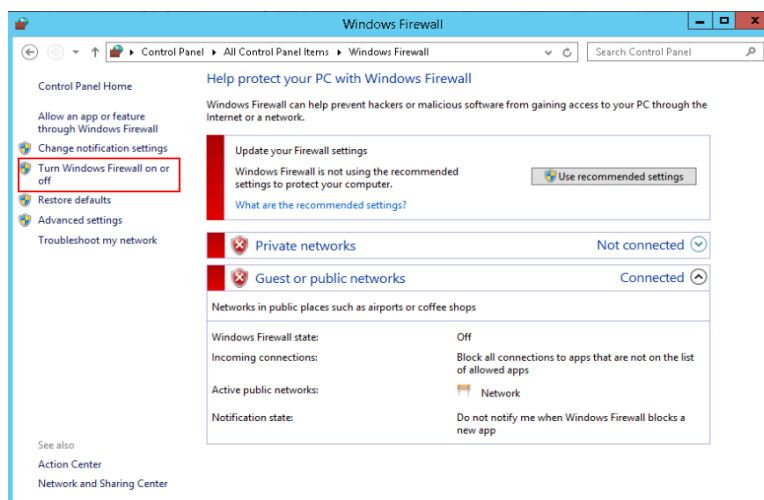 Windows Firewall
Control Panel ▸ All Control Panel Items ▸ Windows Firewall
Search Control Panel
Control Panel Home
Allow an app or feature
through Windows Firewall
Change notification settings
Turn Windows Firewall on or
off
Restore defaults
Advanced settings
Troubleshoot my network
See also
Action Center
Network and Sharing Center
Help protect your PC with Windows Firewall
Windows Firewall can help prevent hackers or malicious software from gaining access to your PC through the
Internet or a network.
Update your Firewall settings
Windows Firewall is not using the recommended
settings to protect your computer.
Use recommended settings
What are the recommended settings?
Private networks Not connected
Guest or public networks Connected
Networks in public places such as airports or coffee shops
Windows Firewall state: Off
Incoming connections: Block all connections to apps that are not on the list
of allowed apps
Active public networks: Network
Notification state: Do not notify me when Windows Firewall blocks a
new app